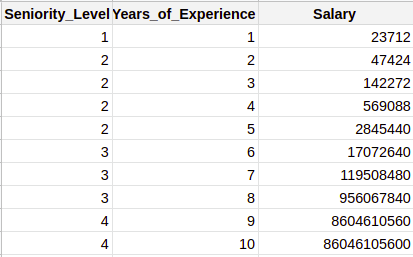 Seniority_Level Years_of_Experience Salary
1 1 23712
2 2 47424
2 3 142272
2 4 569088
2 5 2845440
3 6 17072640
3 7 119508480
3 8 956067840
4 9 8604610560
4 10 86046105600